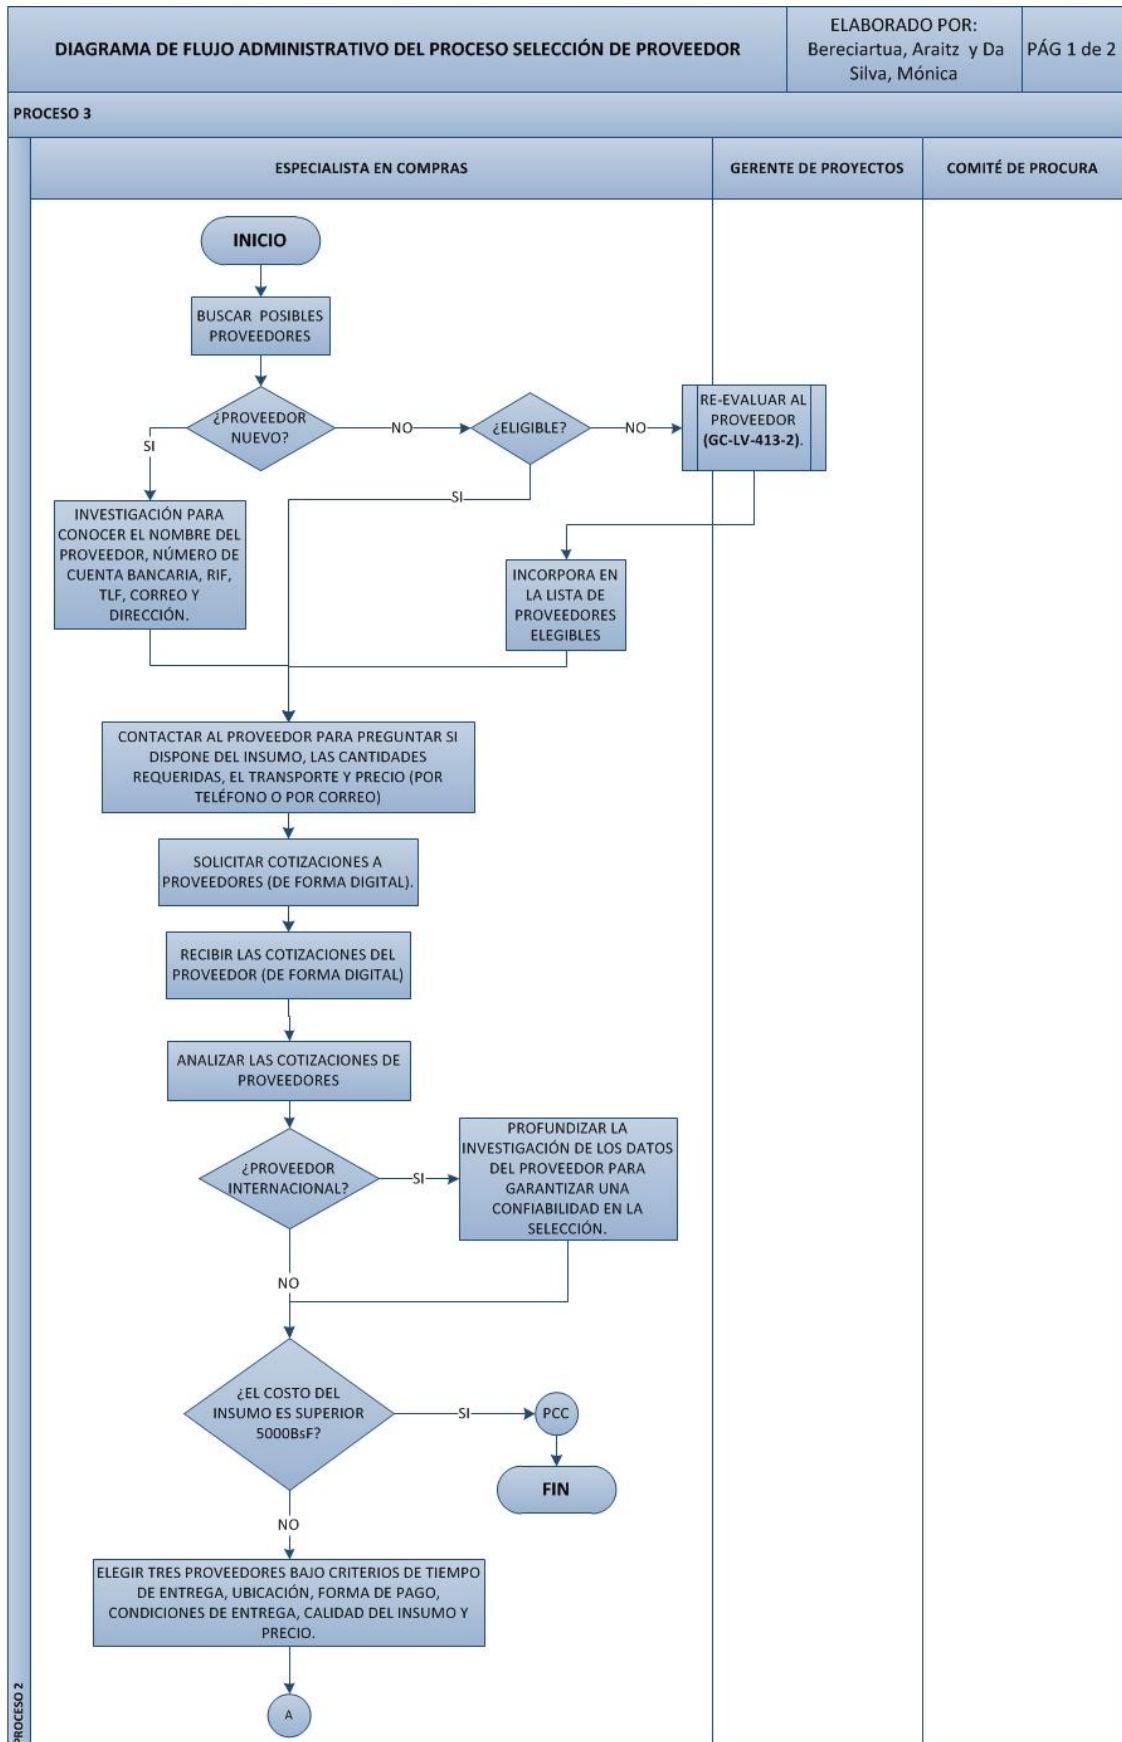 DIAGRAMA DE FLUJO ADMINISTRATIVO DEL PROCESO SELECCIÓN DE PROVEEDOR
ELABORADO POR:
Bereciartua, Araitz y Da
Silva, Mónica
PÁG 1 de 2
PROCESO 3
ESPECIALISTA EN COMPRAS
GERENTE DE PROYECTOS
COMITÉ DE PROCURA
INICIO
BUSCAR POSIBLES
PROVEEDORES
¿PROVEEDOR
NUEVO?
NO
¿ELIGIBLE?
NO
RE-EVALUAR AL
PROVEEDOR
(GC-LV-413-2).
SI
SI
INVESTIGACIÓN PARA
CONOCER EL NOMBRE DEL
PROVEEDOR, NÚMERO DE
CUENTA BANCARIA, RIF,
TLF, CORREO Y
DIRECCIÓN.
INCORPORA EN
LA LISTA DE
PROVEEDORES
ELEGIBLES
CONTACTAR AL PROVEEDOR PARA PREGUNTAR SI
DISPONE DEL INSUMO, LAS CANTIDADES
REQUERIDAS, EL TRANSPORTE Y PRECIO (POR
TELÉFONO O POR CORREO)
SOLICITAR COTIZACIONES A
PROVEEDORES (DE FORMA DIGITAL).
RECIBIR LAS COTIZACIONES DEL
PROVEEDOR (DE FORMA DIGITAL)
ANALIZAR LAS COTIZACIONES DE
PROVEEDORES
¿PROVEEDOR
INTERNACIONAL?
SI
PROFUNDIZAR LA
INVESTIGACIÓN DE LOS DATOS
DEL PROVEEDOR PARA
GARANTIZAR UNA
CONFIABILIDAD EN LA
SELECCIÓN.
NO
¿EL COSTO DEL
INSUMO ES SUPERIOR
5000BsF?
SI
PCC
FIN
NO
ELEGIR TRES PROVEEDORES BAJO CRITERIOS DE TIEMPO
DE ENTREGA, UBICACIÓN, FORMA DE PAGO,
CONDICIONES DE ENTREGA, CALIDAD DEL INSUMO Y
PRECIO.
A
PROCESO 2